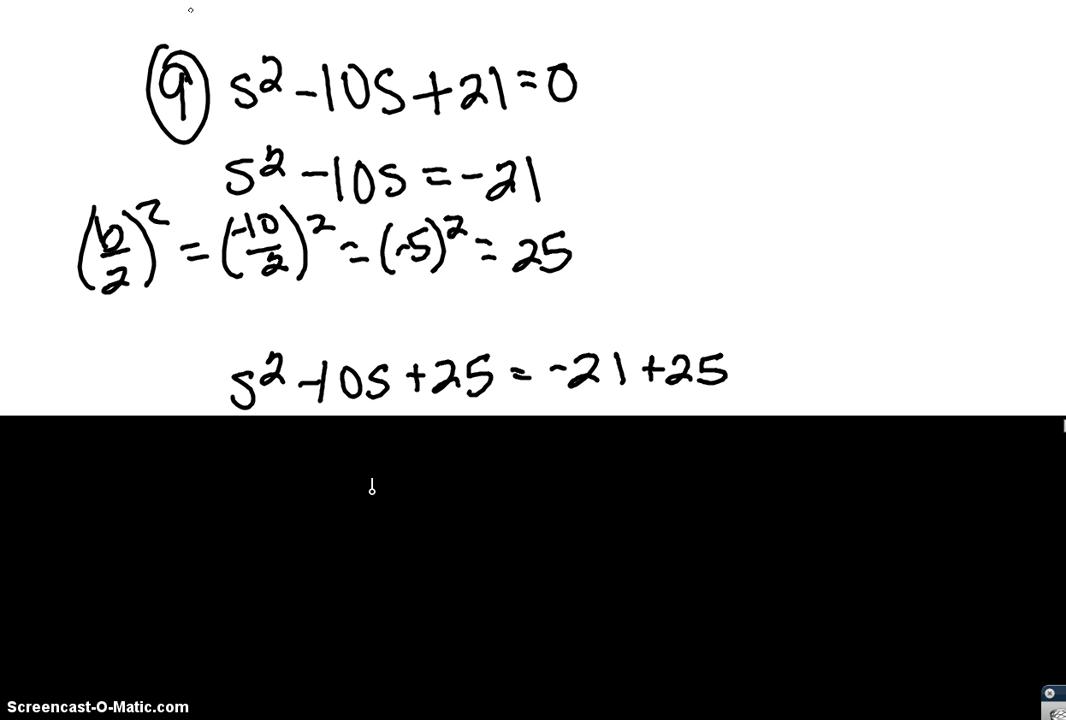 9 s² - 10s + 21 = 0
s² - 10s = -21
(b/2)² = (-10/2)² = (-5)² = 25
s² - 10s + 25 = -21 + 25
Screencast-O-Matic.com